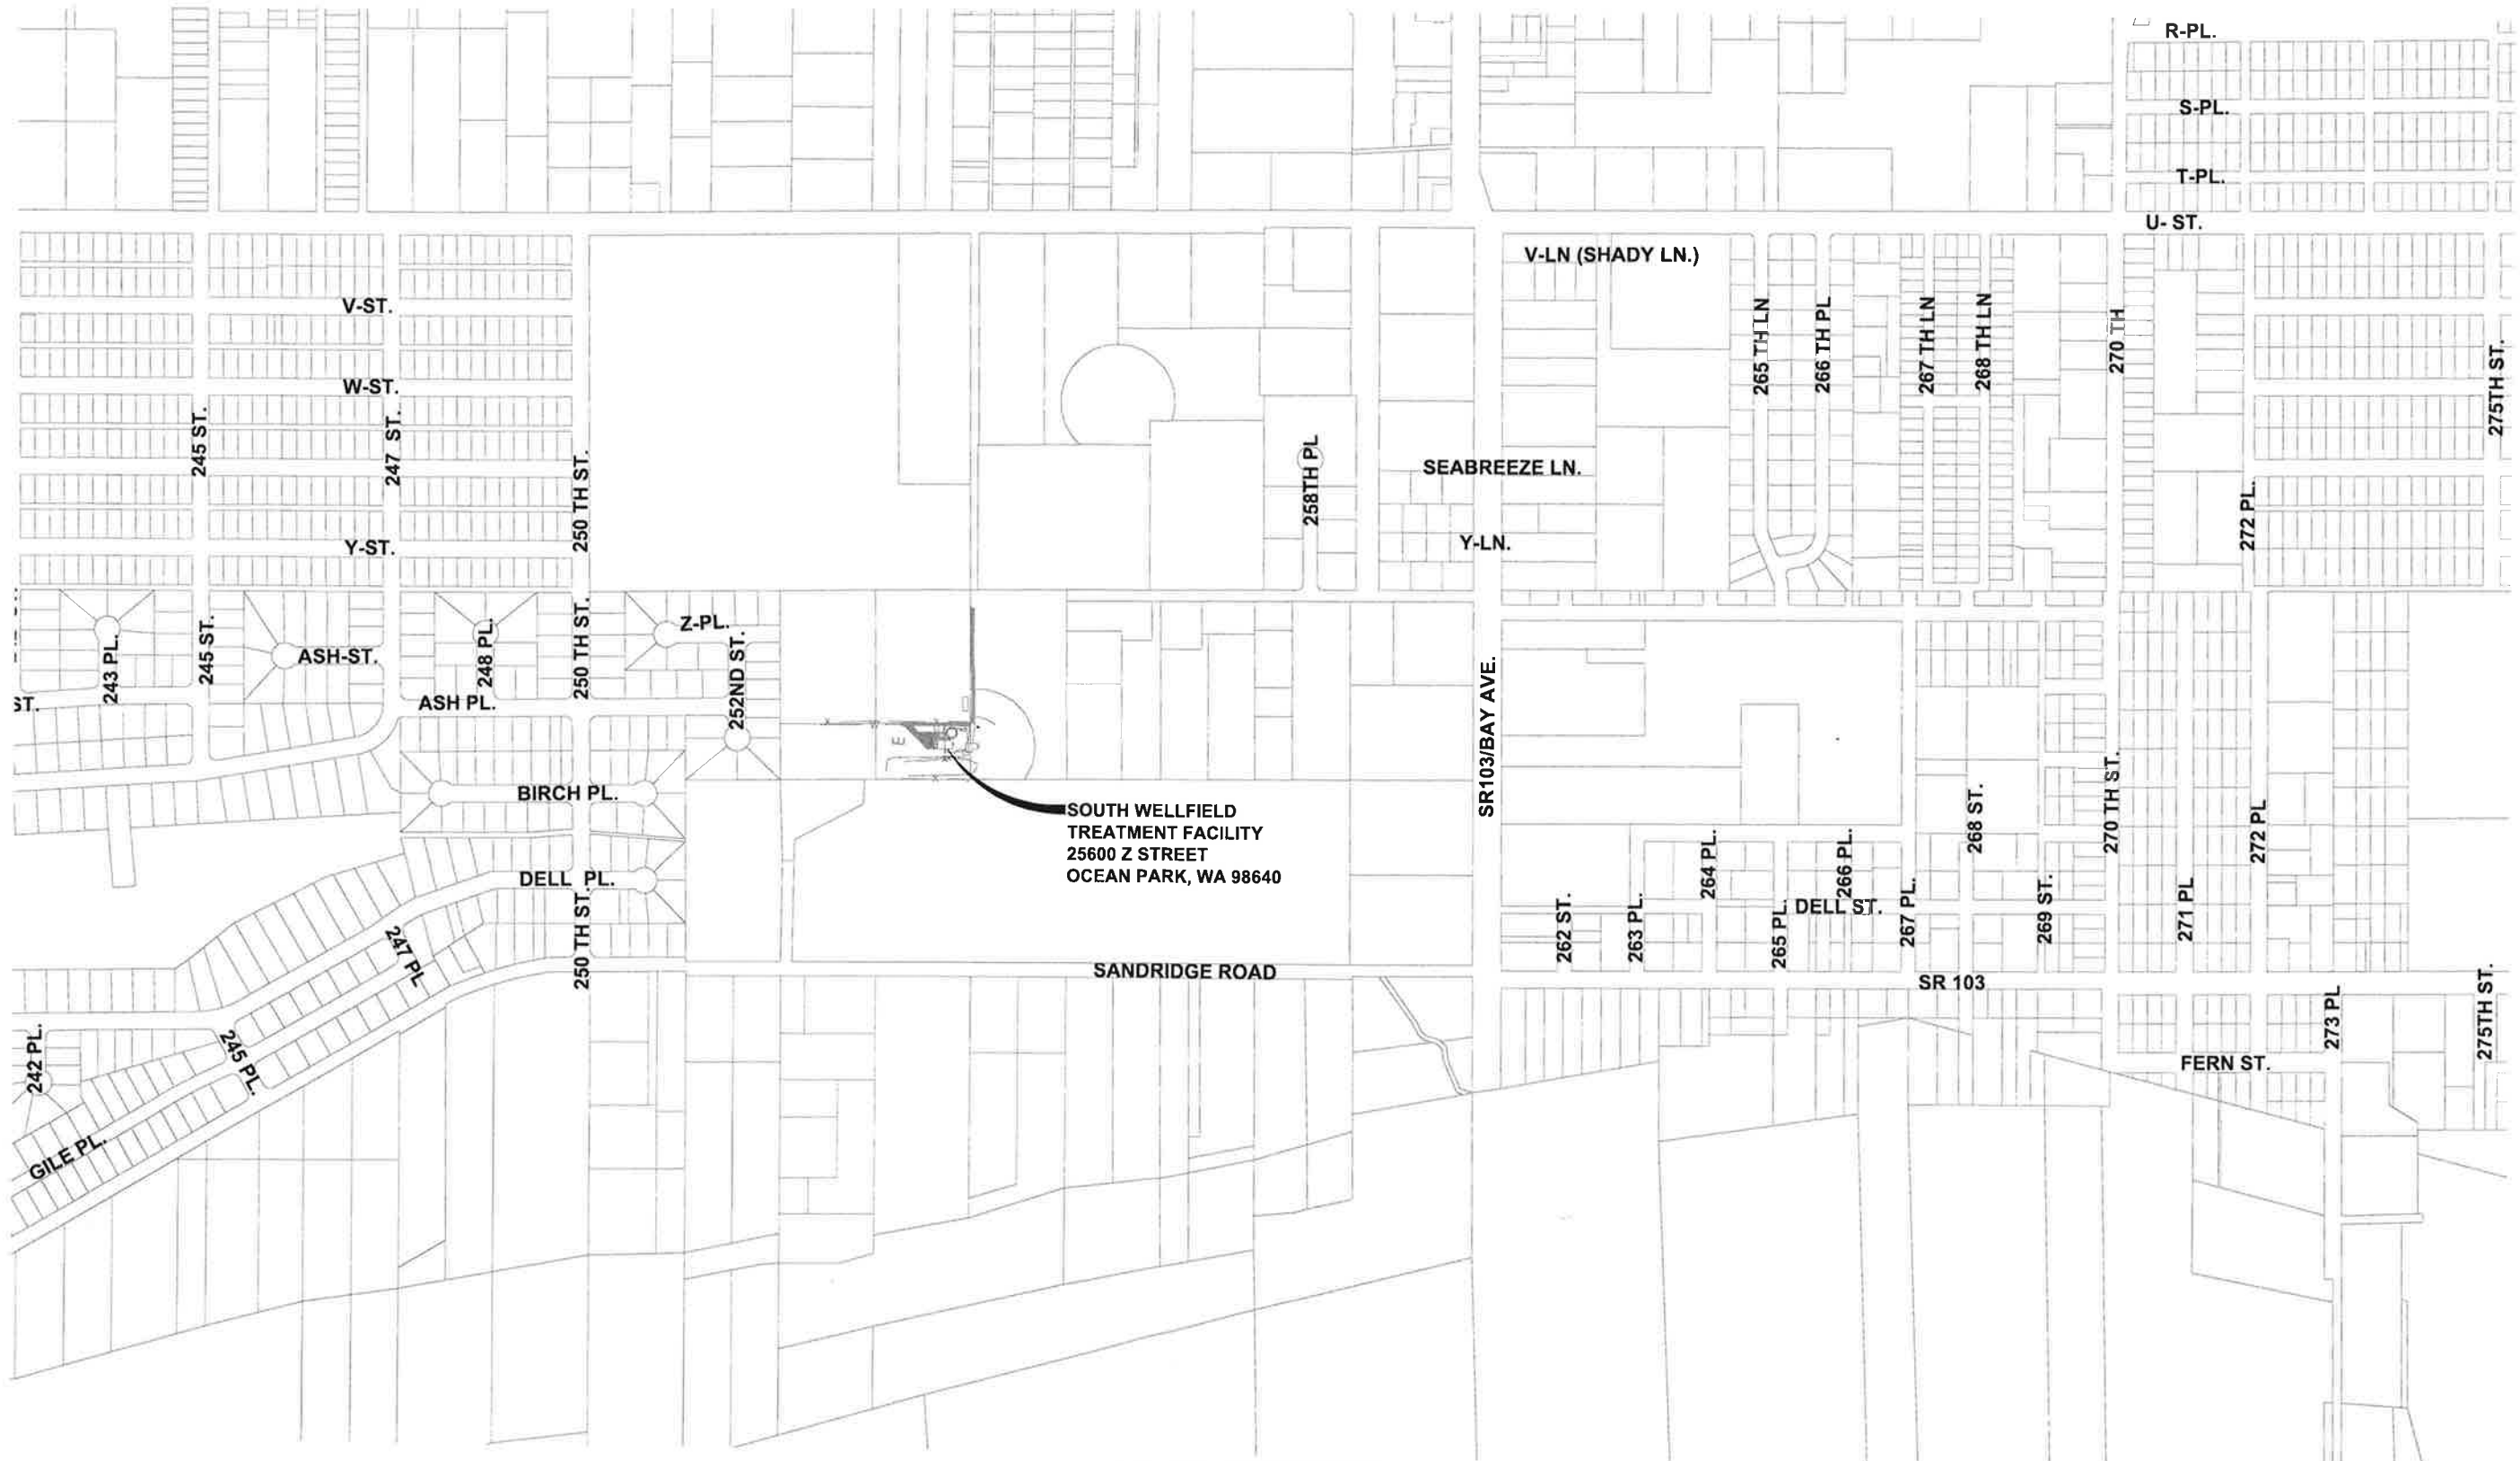 R-PL.
S-PL.
T-PL.
U- ST.
V-LN (SHADY LN.)
V-ST.
265 TH LN
266 TH PL
267 TH LN
268 TH LN
270 TH
275TH ST.
W-ST.
245 ST.
247 ST.
250 TH ST.
258TH PL
SEABREEZE LN.
272 PL.
Y-ST.
Y-LN.
243 PL.
245 ST.
ASH-ST.
248 PL.
250 TH ST.
Z-PL.
252ND ST.
ST.
ASH PL.
SR103/BAY AVE.
BIRCH PL.
SOUTH WELLFIELD
TREATMENT FACILITY
25600 Z STREET
OCEAN PARK, WA 98640
268 ST.
270 TH ST.
272 PL
264 PL.
266 PL.
DELL PL.
250 TH ST.
262 ST.
263 PL.
265 PL.
DELL ST.
267 PL.
269 ST.
271 PL
247 PL
SANDRIDGE ROAD
SR 103
273 PL
275TH ST.
242 PL.
245 PL.
FERN ST.
GILE PL.